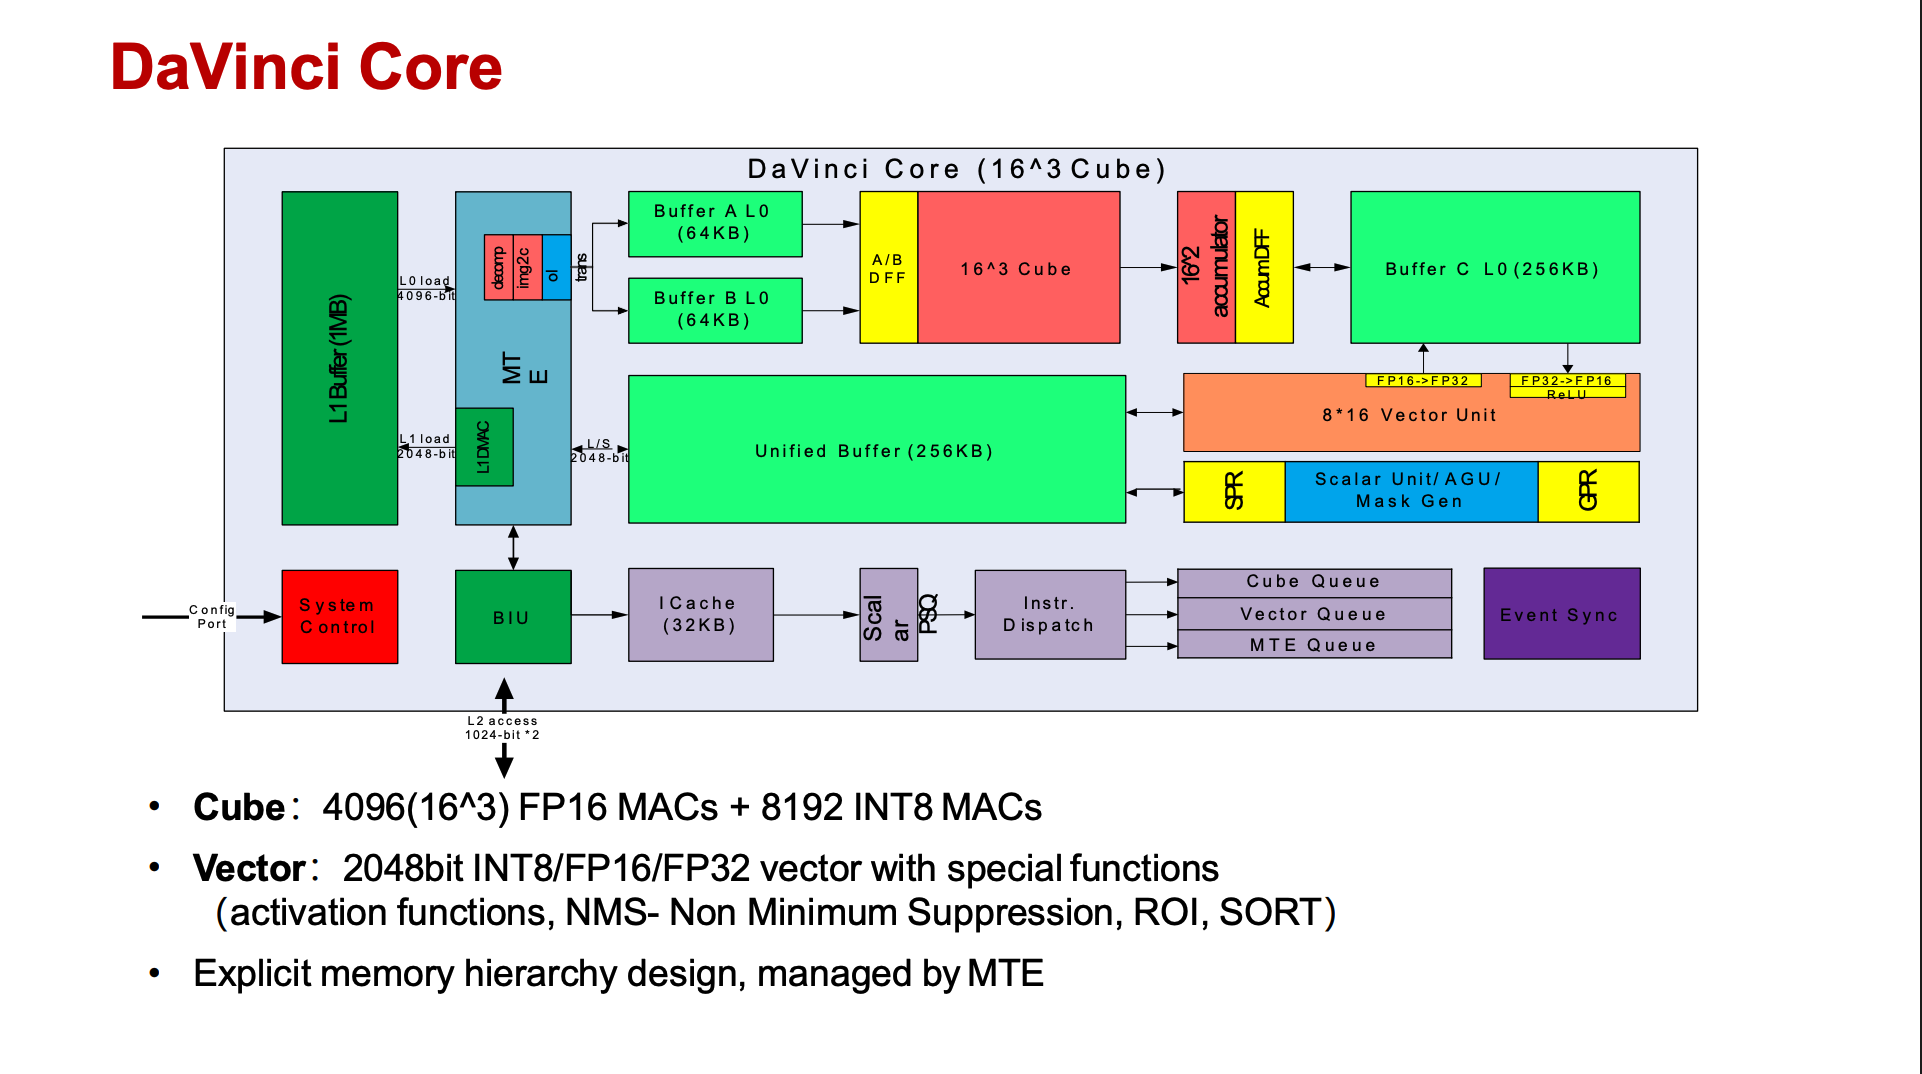 DaVinci Core
DaVinci Core (16^3 Cube)
L1 Buffer (1MB)
L0 load
4096-bit
L1 load
2048-bit
decomp
img2c
ol
trans
MT
E
L1 DMAC
L/S
2048-bit
Buffer A L0
(64KB)
Buffer B L0
(64KB)
A/B
DFF
16^3 Cube
16^2
accumulator
Accum DFF
Buffer C L0 (256KB)
Unified Buffer (256KB)
FP16->FP32
FP32->FP16
ReLU
8*16 Vector Unit
SPR
Scalar Unit/ AGU/
Mask Gen
GPR
Config
Port
System
Control
BIU
L2 access
1024-bit *2
ICache
(32KB)
Scal
ar
PSQ
Instr.
Dispatch
Cube Queue
Vector Queue
MTE Queue
Event Sync
• Cube：4096(16^3) FP16 MACs + 8192 INT8 MACs
• Vector：2048bit INT8/FP16/FP32 vector with special functions
（activation functions, NMS- Non Minimum Suppression, ROI, SORT）
• Explicit memory hierarchy design, managed by MTE